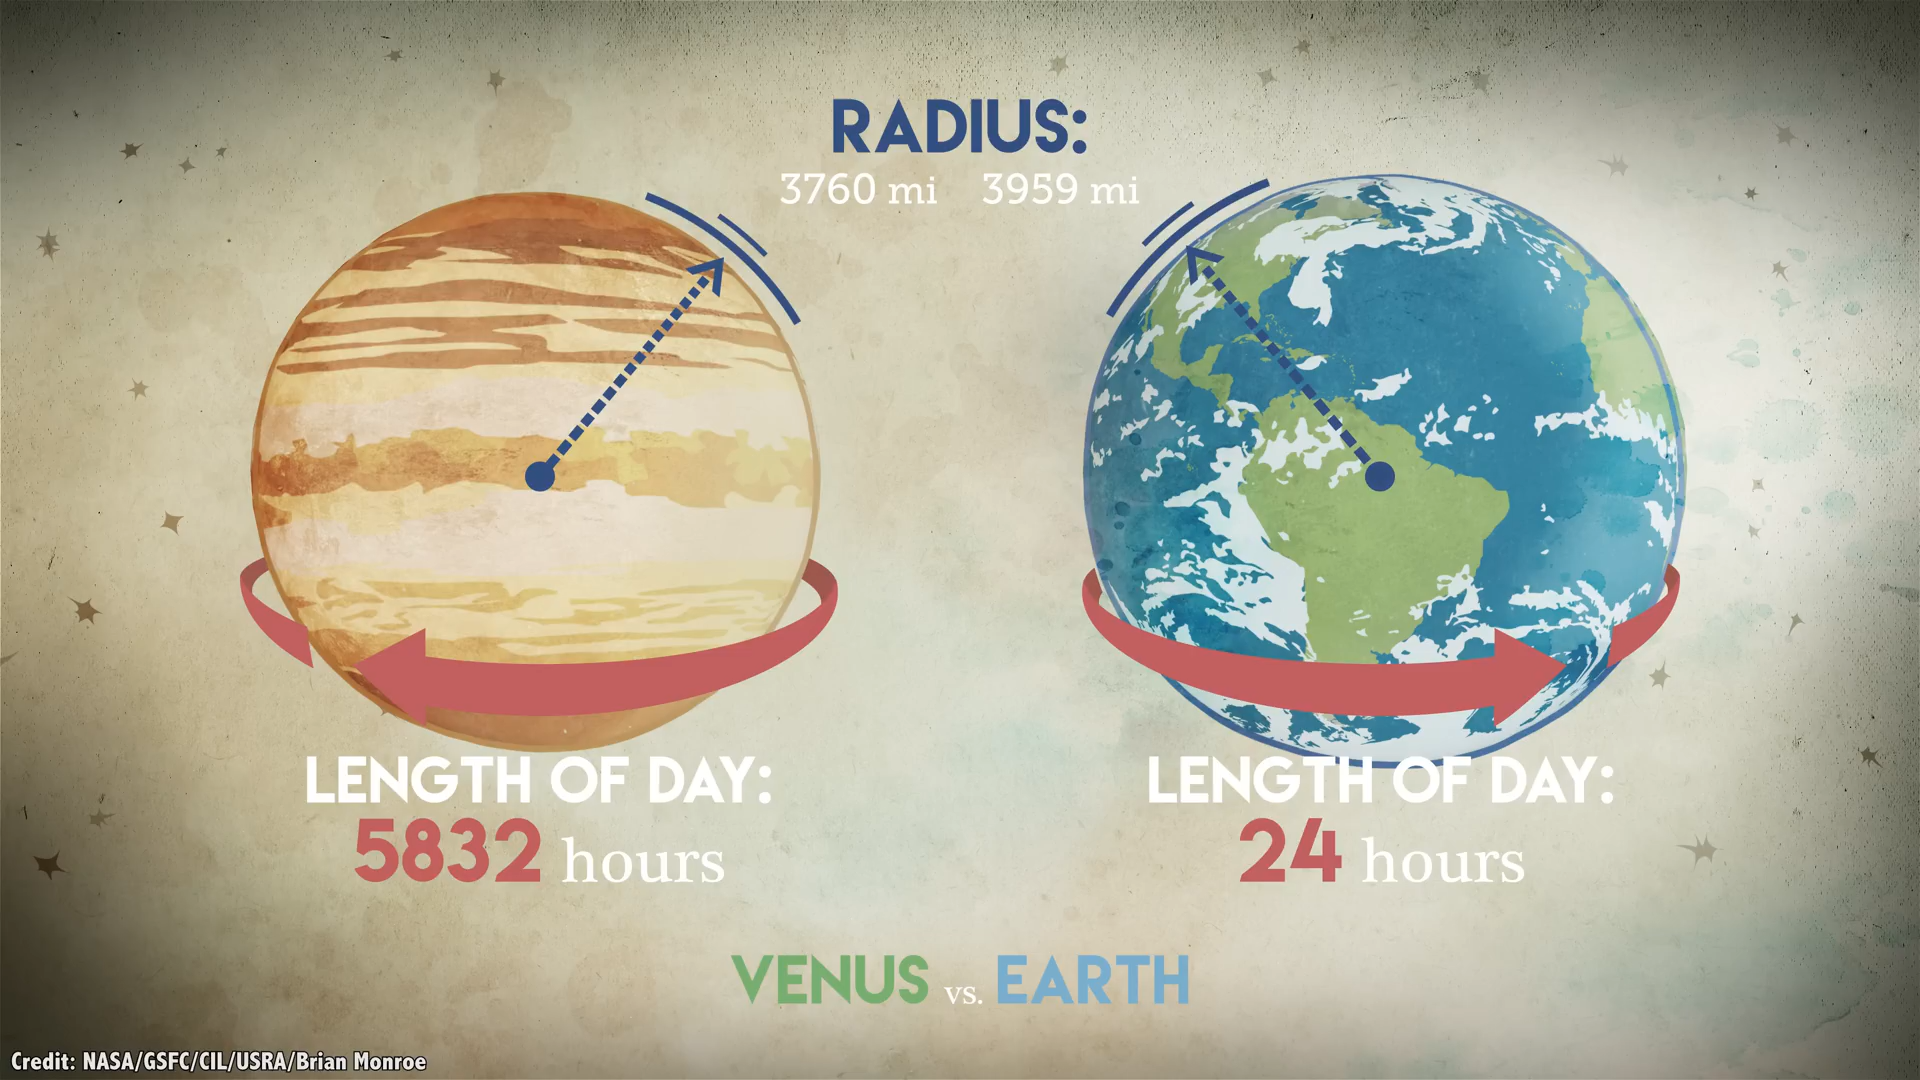 RADIUS:
3760 mi 3959 mi
LENGTH OF DAY:
5832 hours
LENGTH OF DAY:
24 hours
VENUS vs. EARTH
Credit: NASA/GSFC/CIL/USRA/Brian Monroe